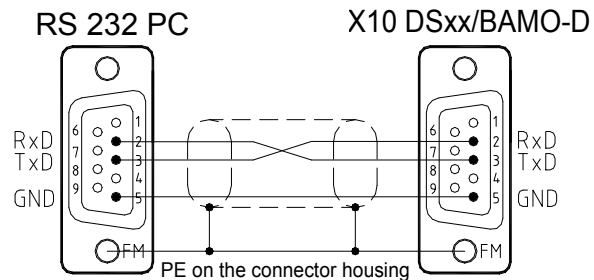 RS 232 PC
X10 DSxx/BAMO-D
RxD
TxD
GND
1
2
3
4
5
6
7
8
9
FM
1
2
3
4
5
6
7
8
9
RxD
TxD
GND
FM
PE on the connector housing